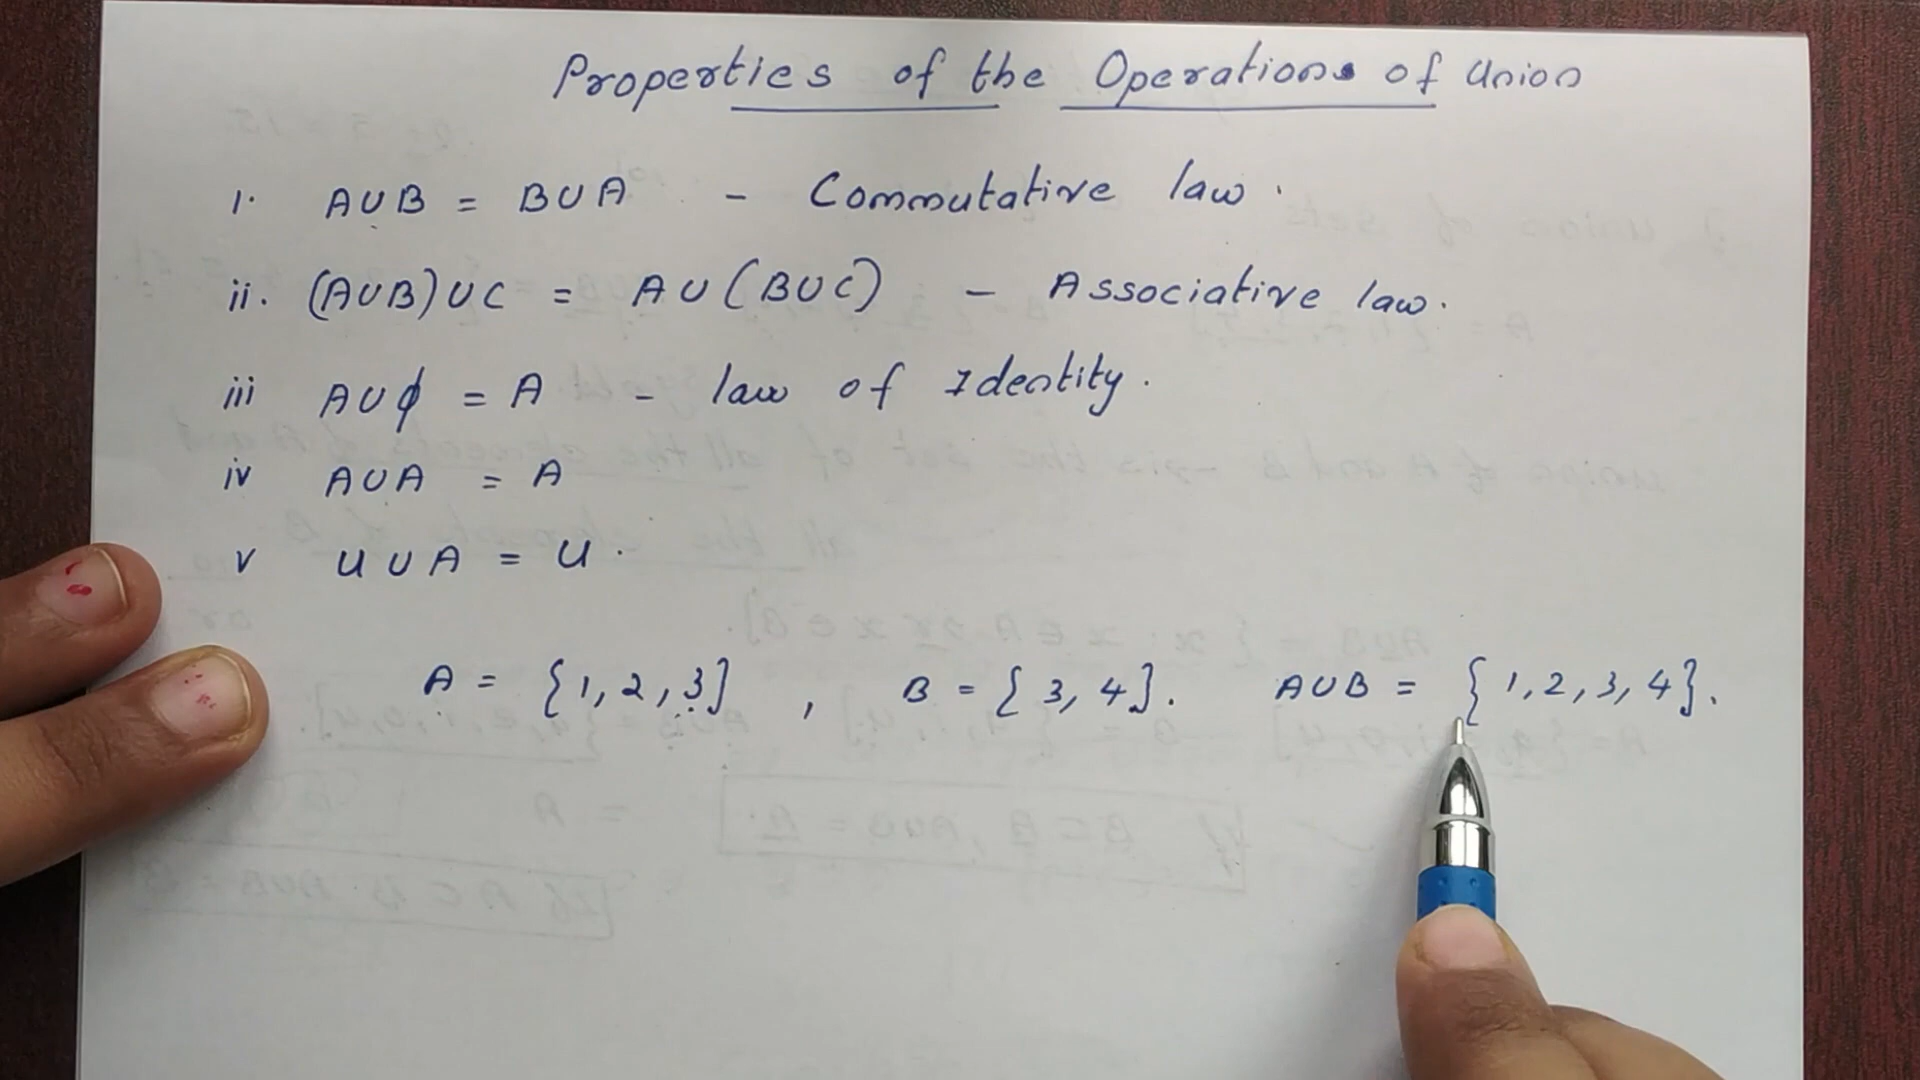 Properties of the Operations of Union
i. A∪B = B∪A - Commutative law.
ii. (A∪B)∪C = A∪(B∪C) - Associative law.
iii A∪ϕ = A - law of Identity.
iv A∪A = A
v U∪A = U.
A = {1,2,3} , B = {3,4}. A∪B = {1,2,3,4}.